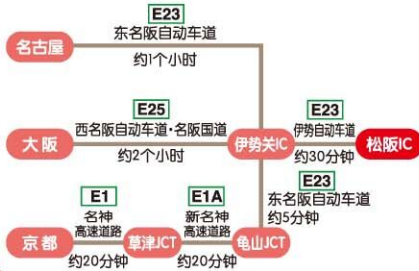 E23
东名阪自动车道
名古屋
约1个小时
E25
E23
西名阪自动车道·名阪国道
伊势自动车道
大阪
伊势关IC
松阪IC
约2个小时
约30分钟
E23
东名阪自动车道
约5分钟
E1
E1A
名神
高速道路
新名神
高速道路
京都
草津JCT
龟山JCT
约20分钟
约20分钟